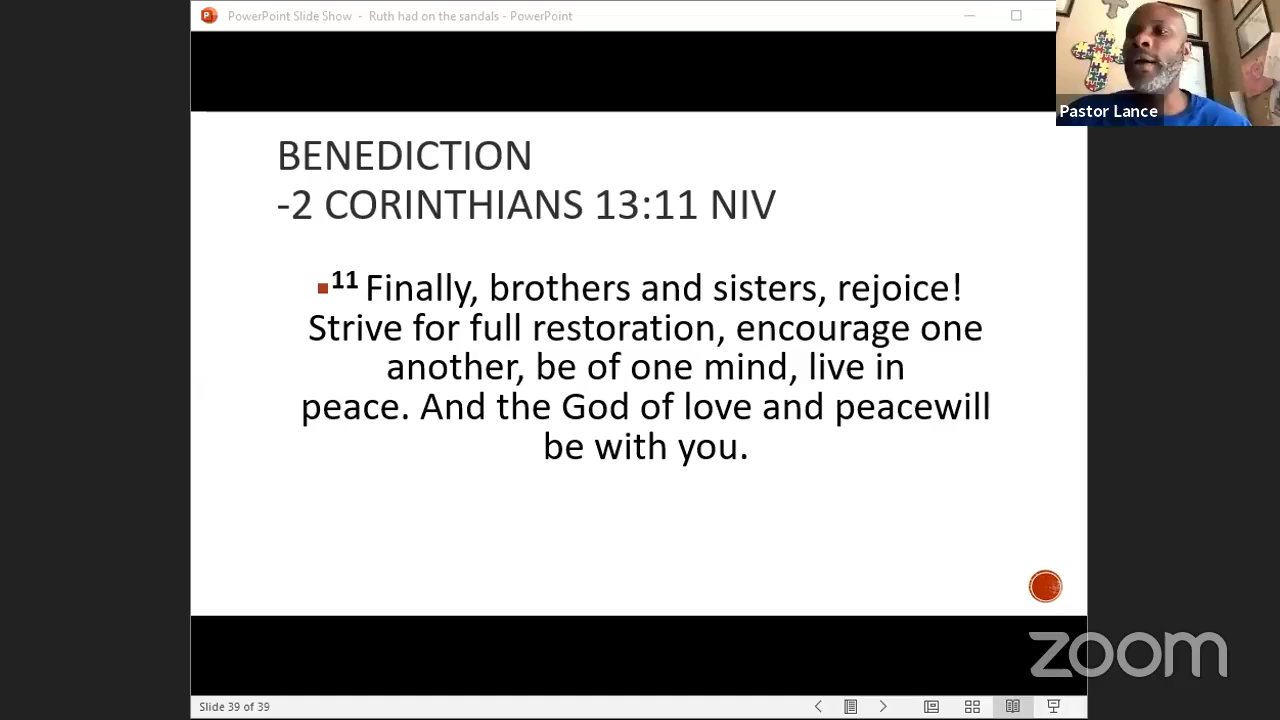 PowerPoint Slide Show - Ruth had on the sandals - PowerPoint
Pastor Lance
BENEDICTION
-2 CORINTHIANS 13:11 NIV
11 Finally, brothers and sisters, rejoice!
Strive for full restoration, encourage one
another, be of one mind, live in
peace. And the God of love and peacewill
be with you.
zoom
Slide 39 of 39